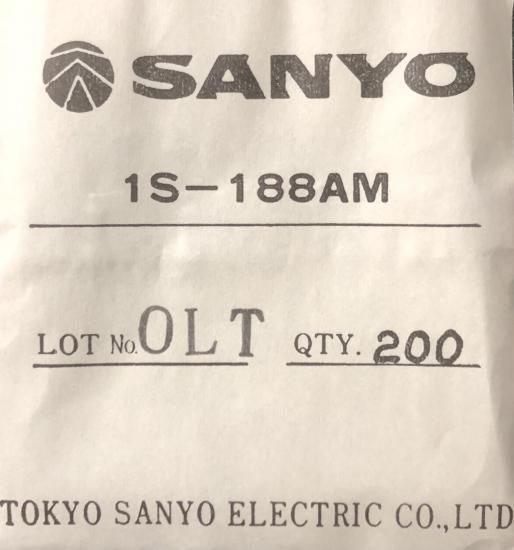 SANYO
1S-188AM
LOT No. OLT QTY. 200
TOKYO SANYO ELECTRIC CO.,LTD